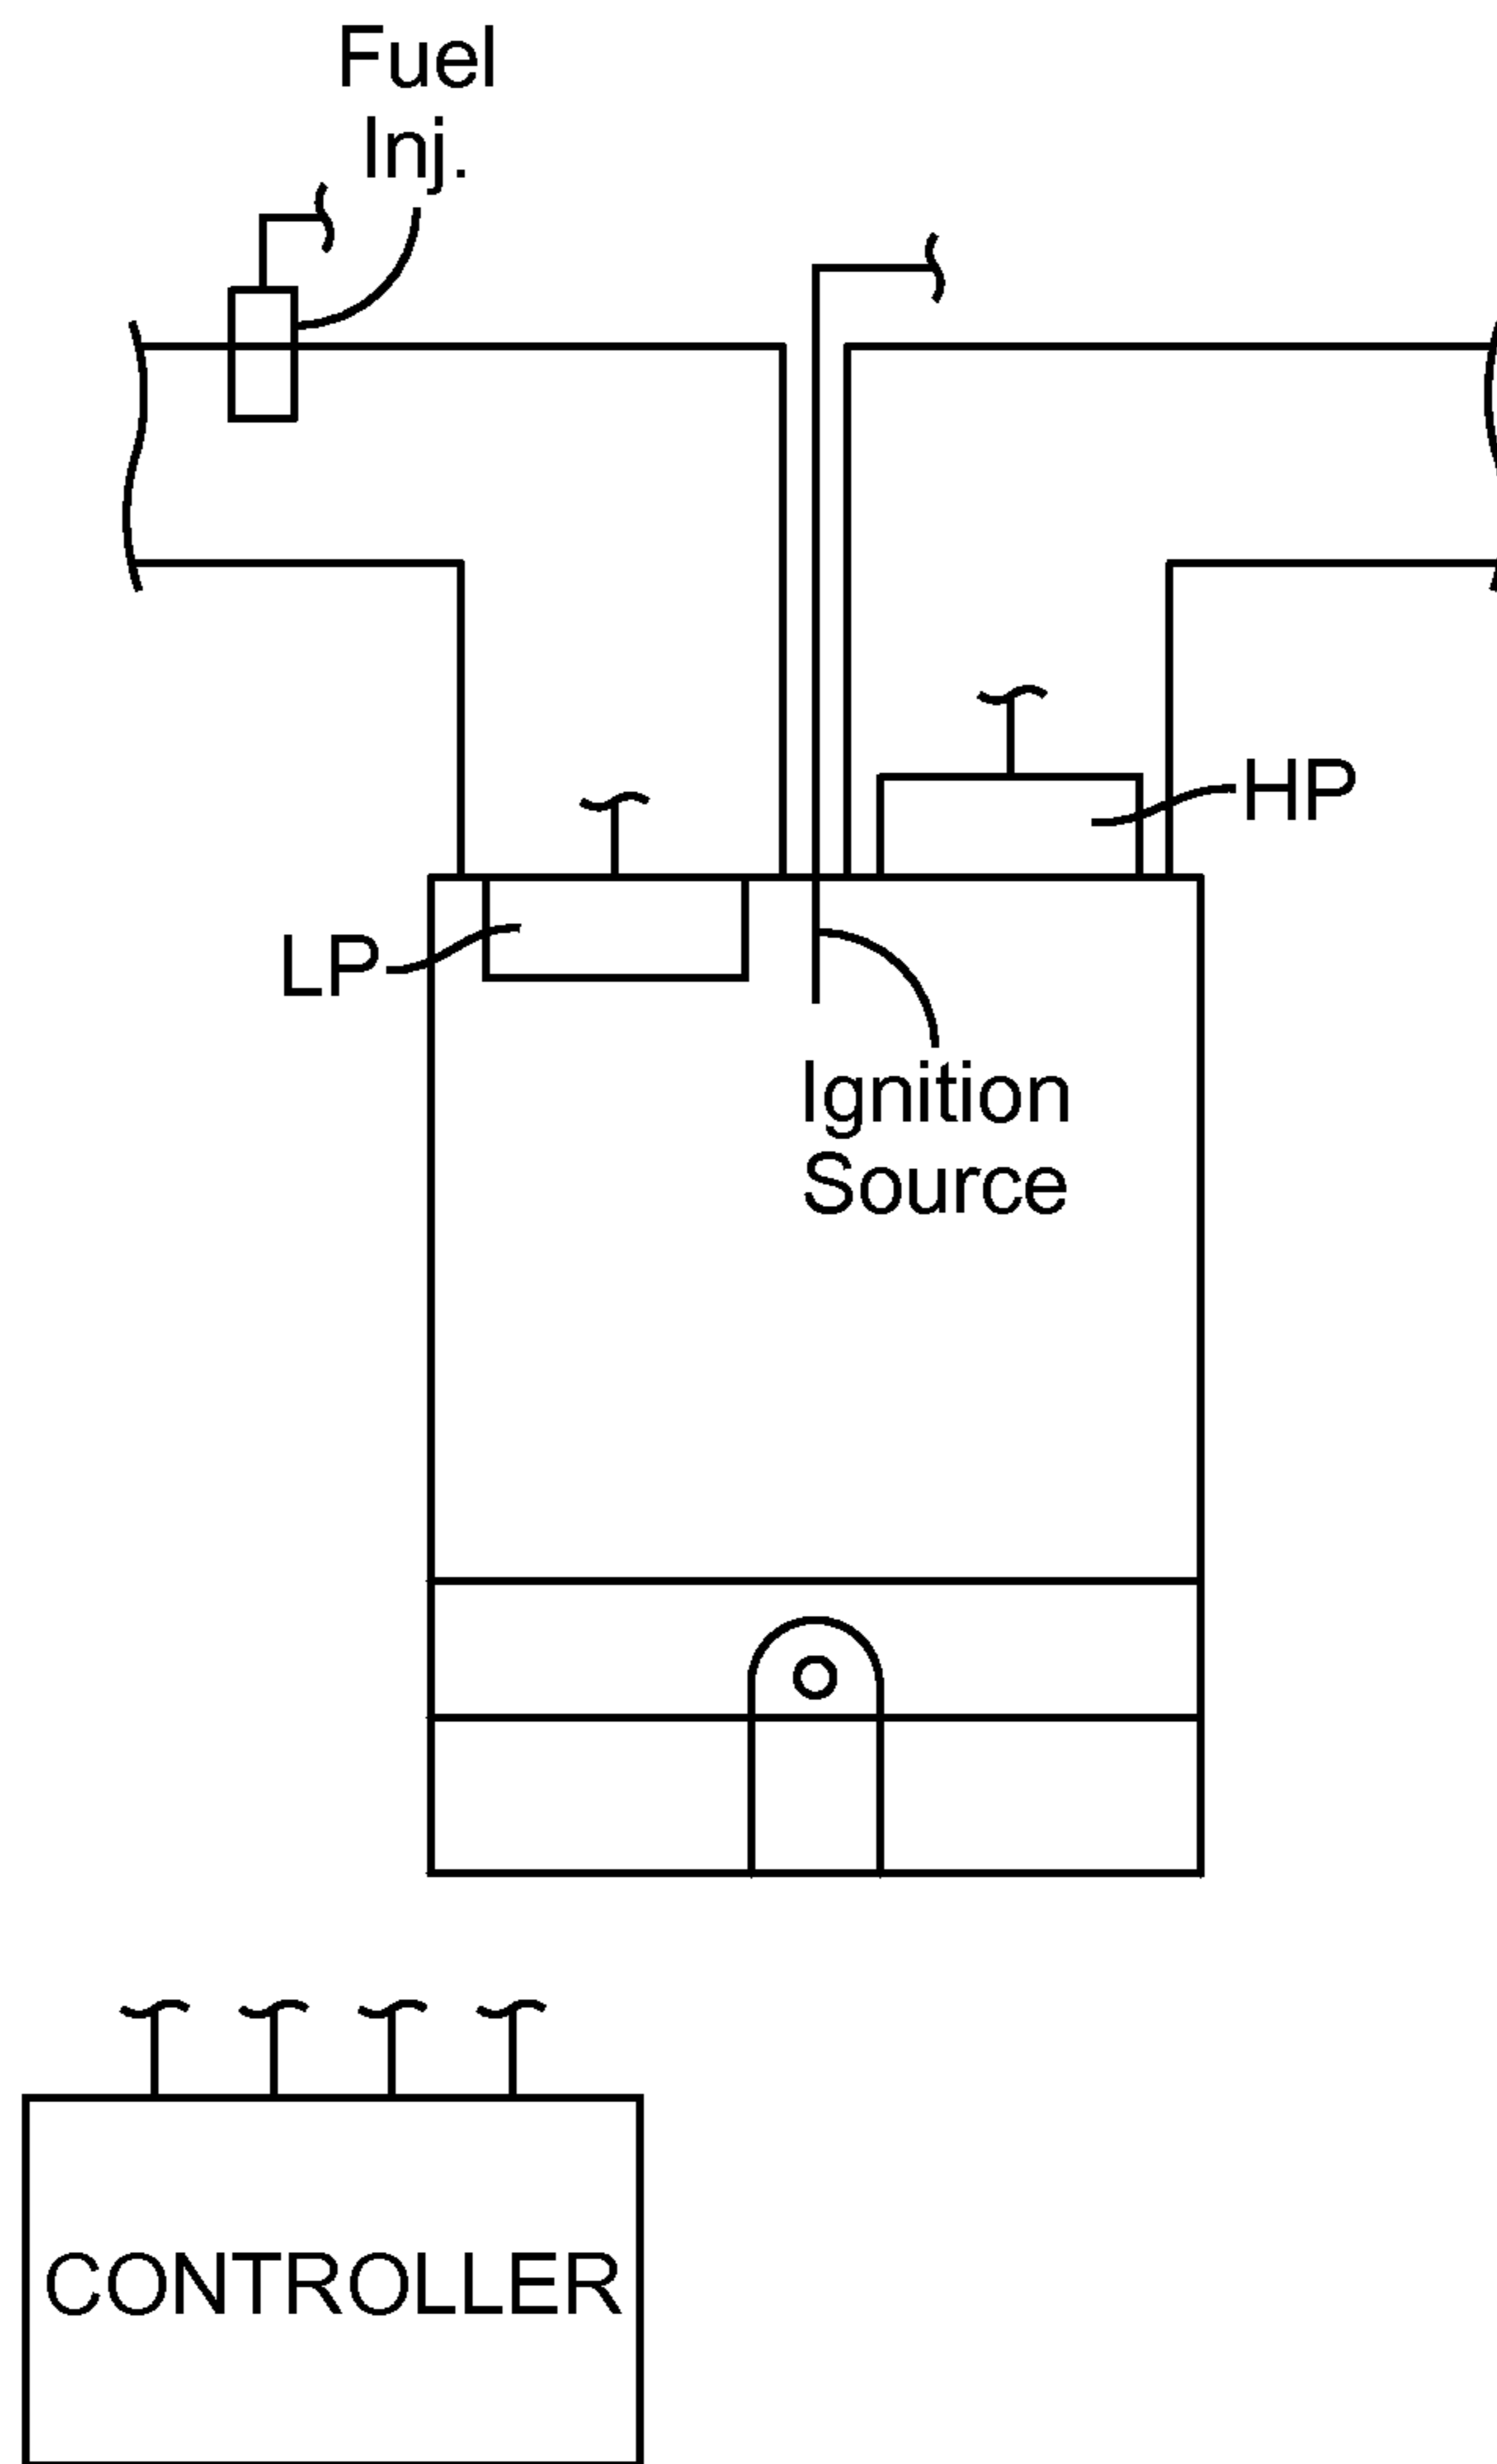 Fuel
Inj.
HP
LP
Ignition
Source
CONTROLLER